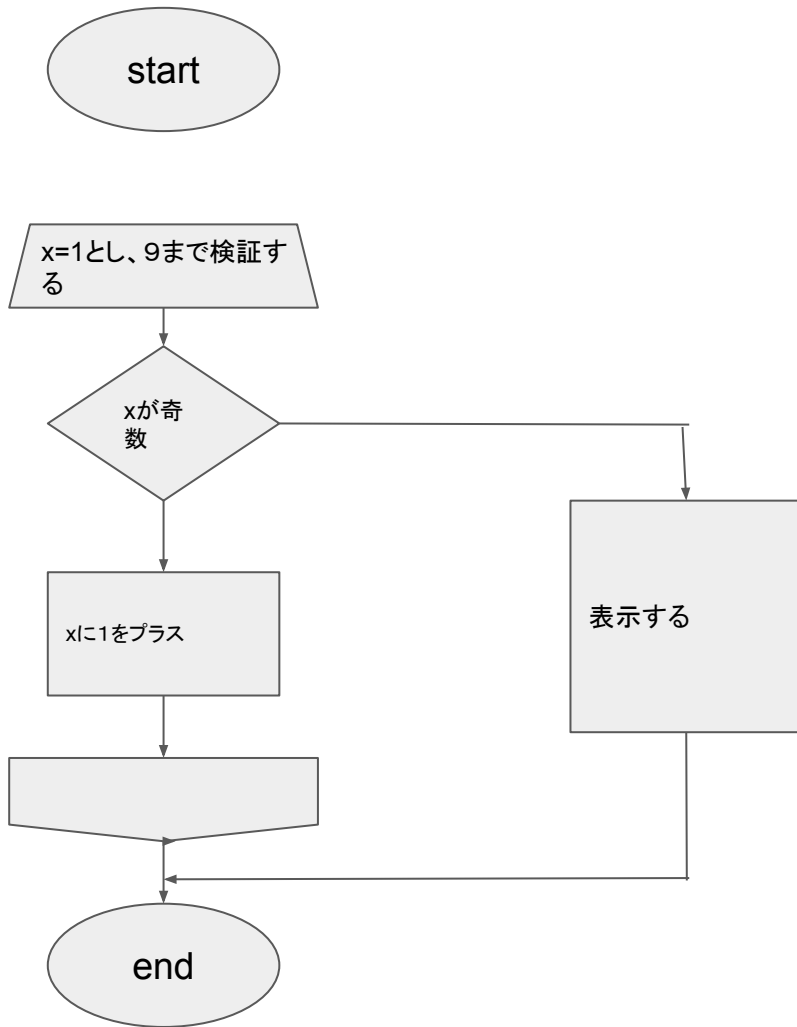 start
x=1とし、９まで検証す
る
xが奇
数
xに１をプラス
表示する
end